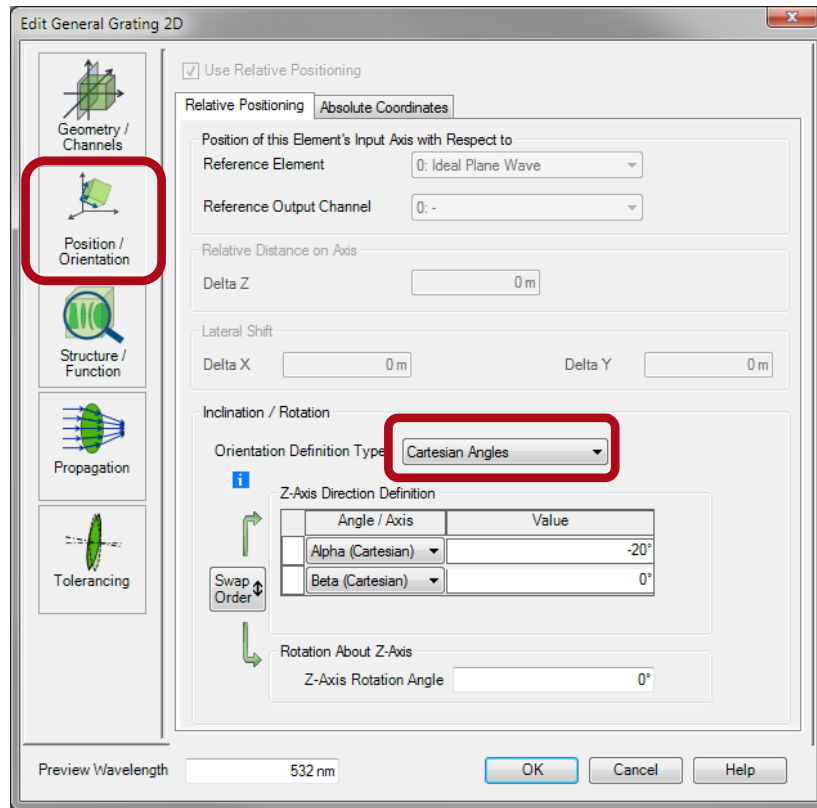 Edit General Grating 2D
Geometry /
Channels
Position /
Orientation
Structure /
Function
Propagation
Tolerancing
Use Relative Positioning
Relative Positioning Absolute Coordinates
Position of this Element's Input Axis with Respect to
Reference Element 0: Ideal Plane Wave
Reference Output Channel 0: -
Relative Distance on Axis
Delta Z 0 m
Lateral Shift
Delta X 0 m Delta Y 0 m
Inclination / Rotation
Orientation Definition Type Cartesian Angles
i
Z-Axis Direction Definition
Angle / Axis Value
Alpha (Cartesian) -20°
Beta (Cartesian) 0°
Swap
Order
Rotation About Z-Axis
Z-Axis Rotation Angle 0°
Preview Wavelength 532 nm OK Cancel Help